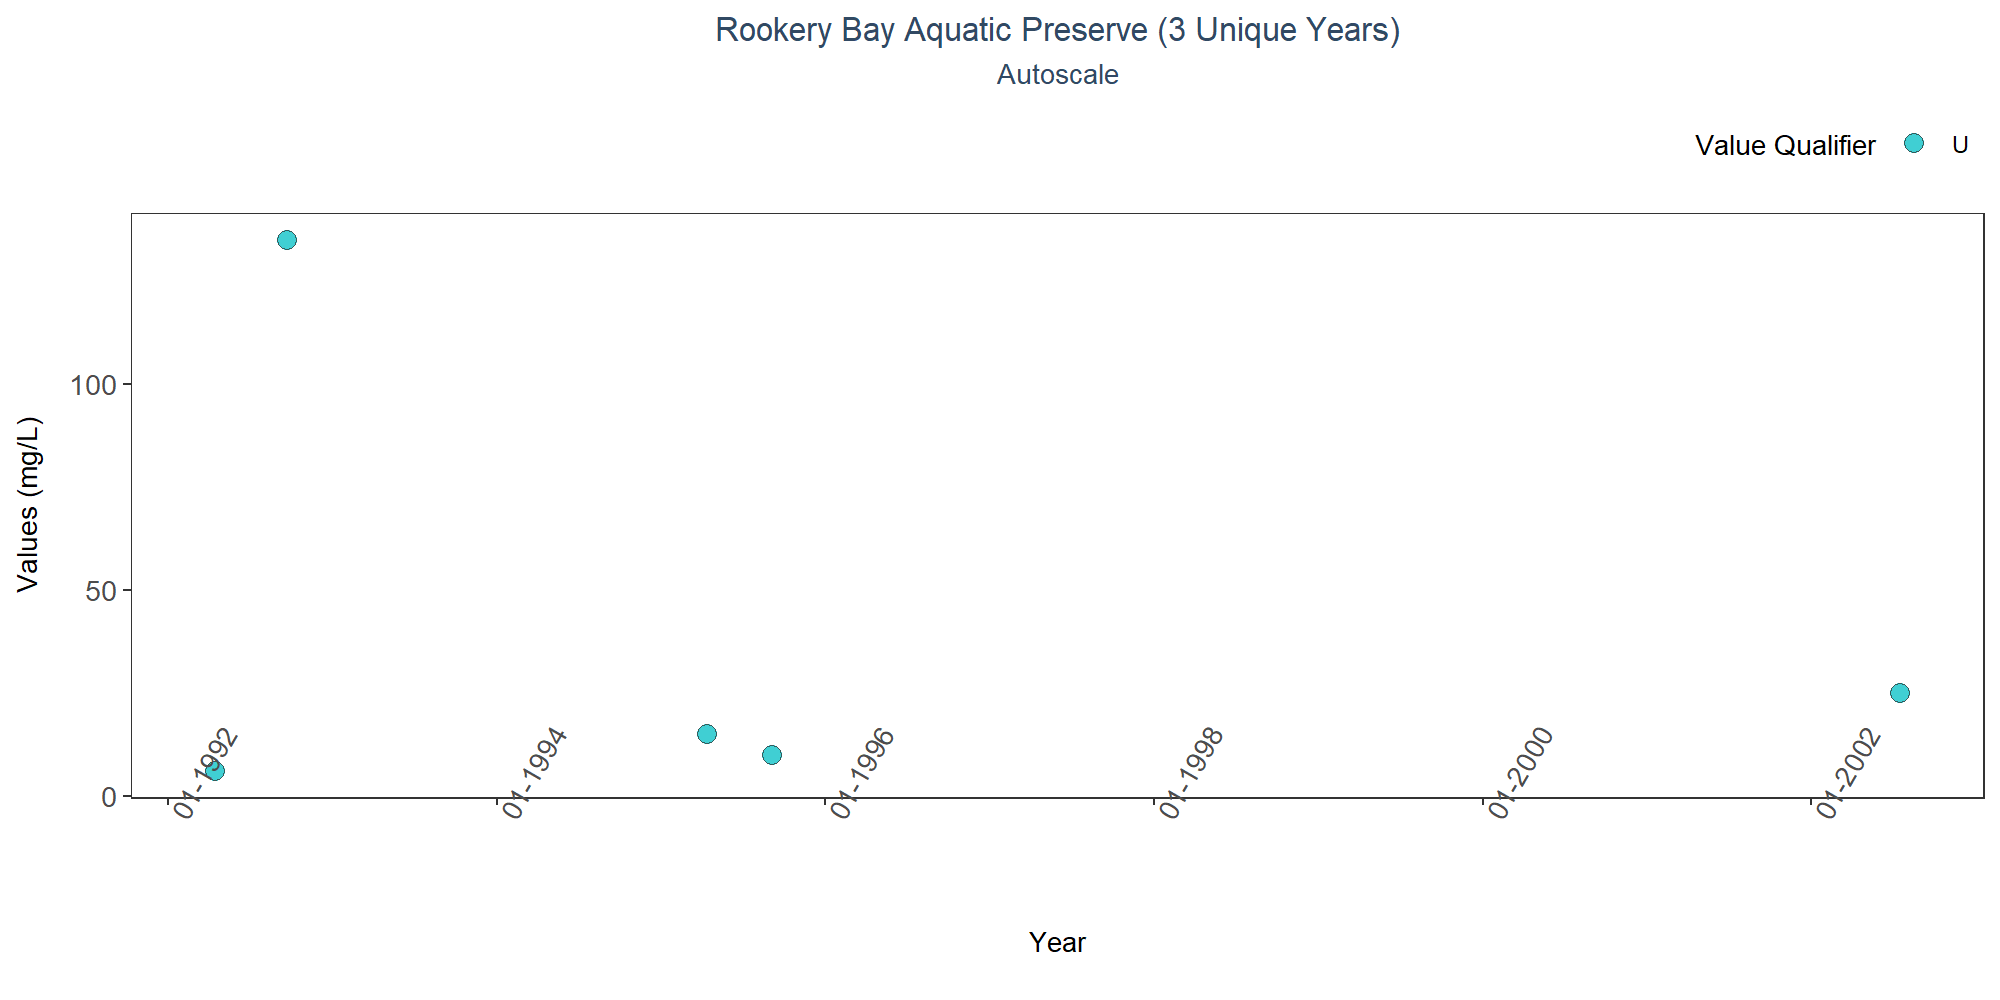 Rookery Bay Aquatic Preserve (3 Unique Years)
Autoscale
Value Qualifier U
Values (mg/L)
100
50
0
01-1992 01-1994 01-1996 01-1998 01-2000 01-2002
Year